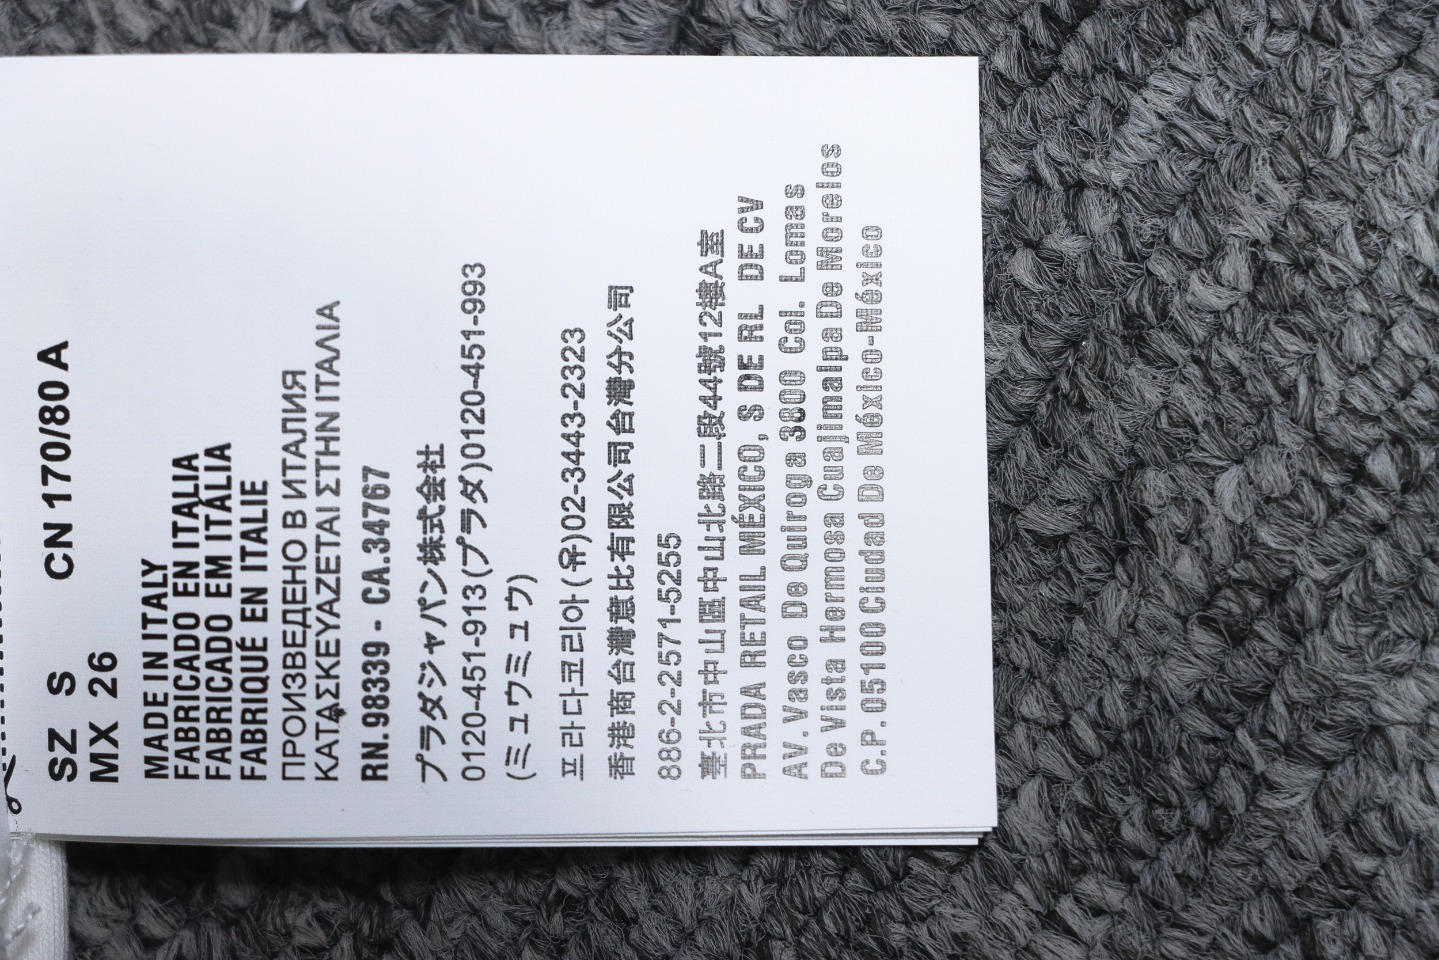 SZ S CN 170/80 A
MX 26
MADE IN ITALY
FABRICADO EN ITALIA
FABRICADO EM ITÁLIA
FABRIQUÉ EN ITALIE
ПРОИЗВЕДЕНО В ИТАЛИЯ
ΚΑΤΑΣΚΕΥΑΖΕΤΑΙ ΣΤΗΝ ΙΤΑΛΙΑ
RN.98339 - CA.34767
プラダジャパン株式会社
0120-451-913(プラダ)0120-451-993
(ミュウミュウ)
프라다코리아(유)02-3443-2323
香港商台灣意比有限公司台灣分公司
886-2-2571-5255
臺北市中山區中山北路二段44號12樓A室
PRADA RETAIL MÉXICO, S DE RL DE CV
AV. Vasco De Quiroga 3800 Col. Lomas
De Vista Hermosa Cuajimalpa De Morelos
C.P. 05100 Ciudad De México-México